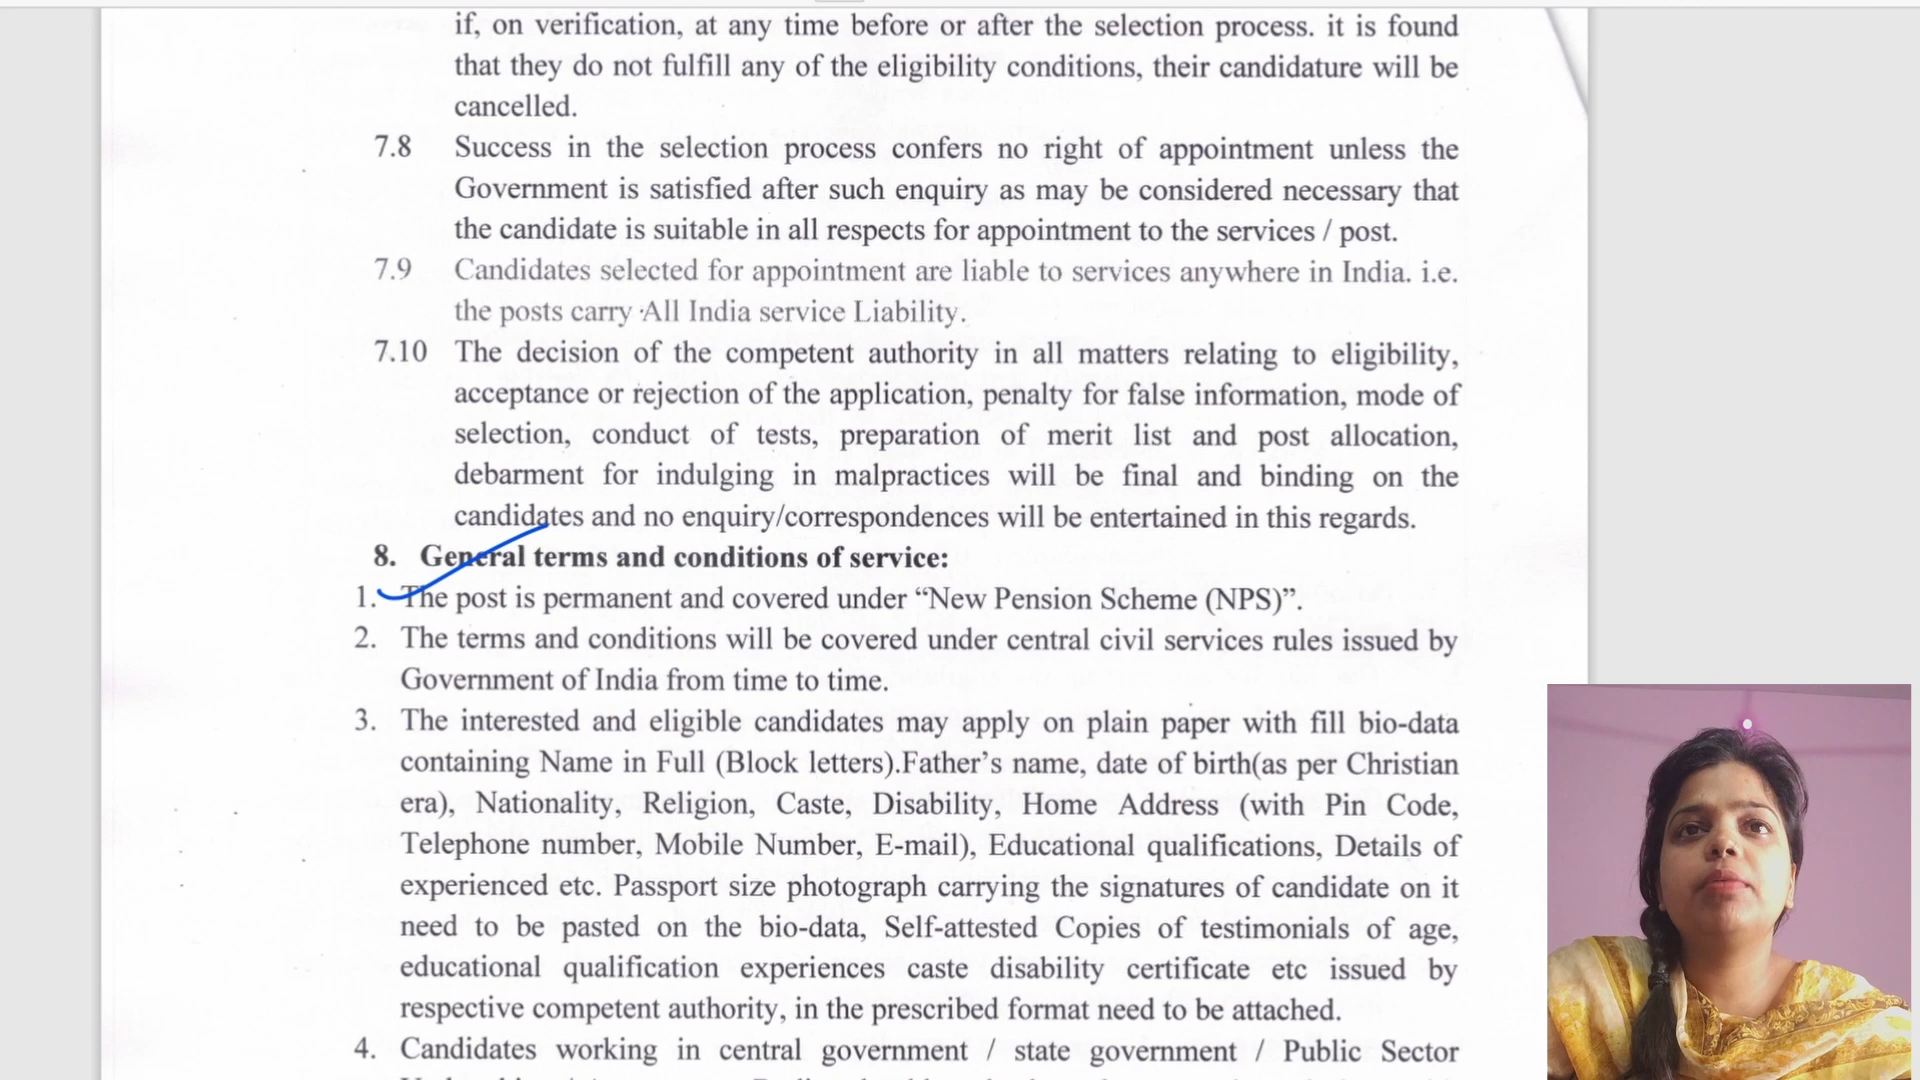 if, on verification, at any time before or after the selection process. it is found
that they do not fulfill any of the eligibility conditions, their candidature will be
cancelled.
7.8 Success in the selection process confers no right of appointment unless the
Government is satisfied after such enquiry as may be considered necessary that
the candidate is suitable in all respects for appointment to the services / post.
7.9 Candidates selected for appointment are liable to services anywhere in India. i.e.
the posts carry All India service Liability.
7.10 The decision of the competent authority in all matters relating to eligibility,
acceptance or rejection of the application, penalty for false information, mode of
selection, conduct of tests, preparation of merit list and post allocation,
debarment for indulging in malpractices will be final and binding on the
candidates and no enquiry/correspondences will be entertained in this regards.
8. General terms and conditions of service:
1. The post is permanent and covered under “New Pension Scheme (NPS)”.
2. The terms and conditions will be covered under central civil services rules issued by
Government of India from time to time.
3. The interested and eligible candidates may apply on plain paper with fill bio-data
containing Name in Full (Block letters).Father’s name, date of birth(as per Christian
era), Nationality, Religion, Caste, Disability, Home Address (with Pin Code,
Telephone number, Mobile Number, E-mail), Educational qualifications, Details of
experienced etc. Passport size photograph carrying the signatures of candidate on it
need to be pasted on the bio-data, Self-attested Copies of testimonials of age,
educational qualification experiences caste disability certificate etc issued by
respective competent authority, in the prescribed format need to be attached.
4. Candidates working in central government / state government / Public Sector